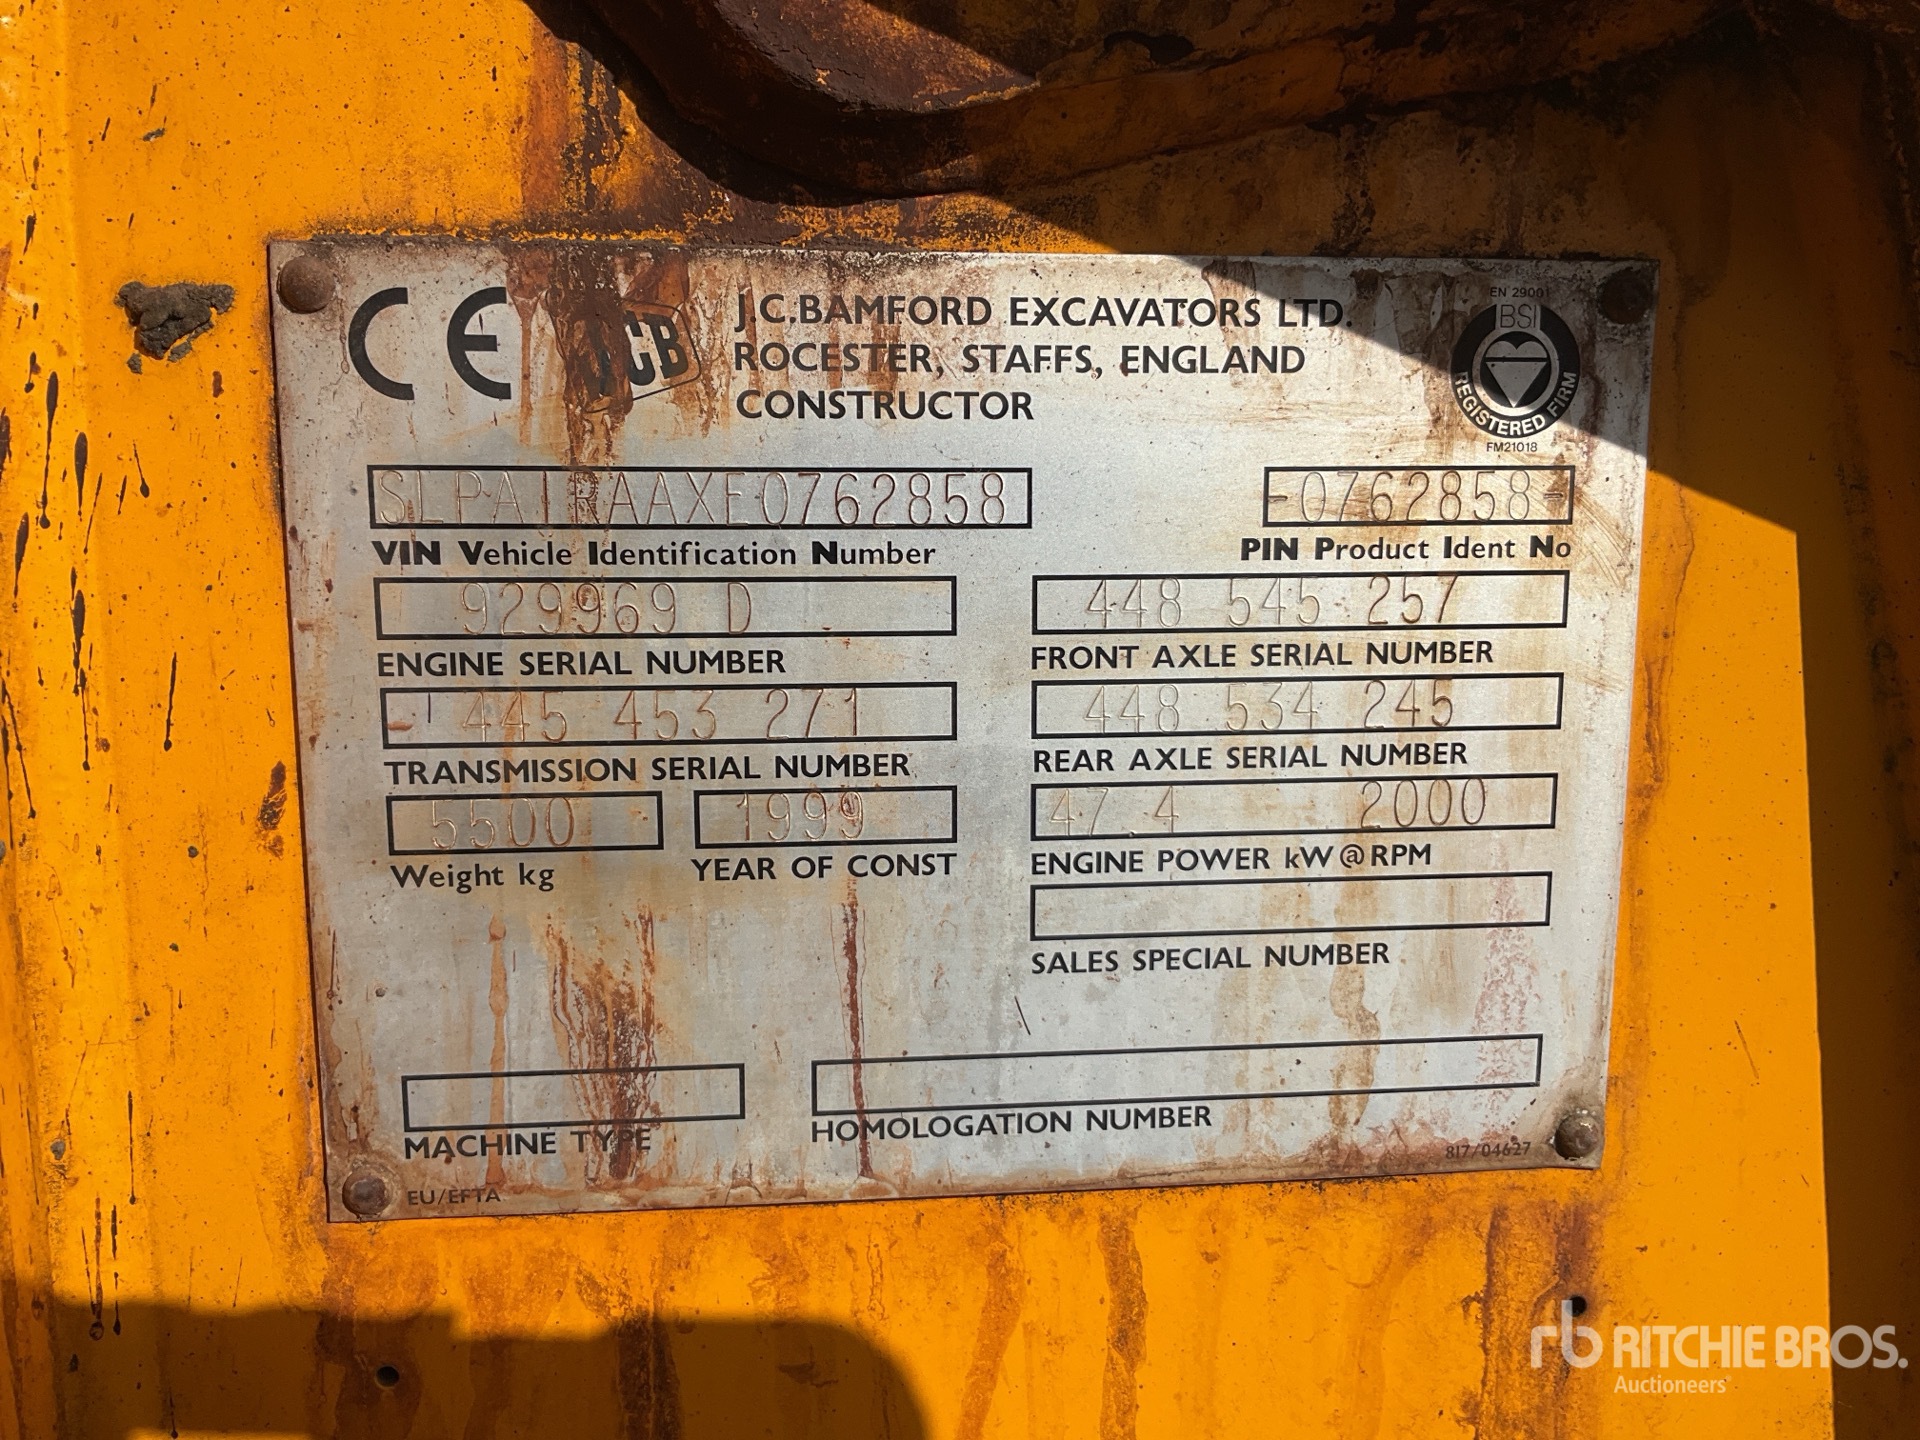 CE JCB J.C.BAMFORD EXCAVATORS LTD.
ROCESTER, STAFFS, ENGLAND
CONSTRUCTOR
EN 29001
BSI
REGISTERED FIRM
FM21018
SLPAIRAAXE0762858
VIN Vehicle Identification Number
-0762858-
PIN Product Ident No
929969 D
ENGINE SERIAL NUMBER
448 545 257
FRONT AXLE SERIAL NUMBER
445 453 271
TRANSMISSION SERIAL NUMBER
448 534 245
REAR AXLE SERIAL NUMBER
5500
Weight kg
1999
YEAR OF CONST
47.4 2000
ENGINE POWER kW@RPM
SALES SPECIAL NUMBER
MACHINE TYPE
HOMOLOGATION NUMBER
EU/EFTA
817/04627
rb RITCHIE BROS.
Auctioneers